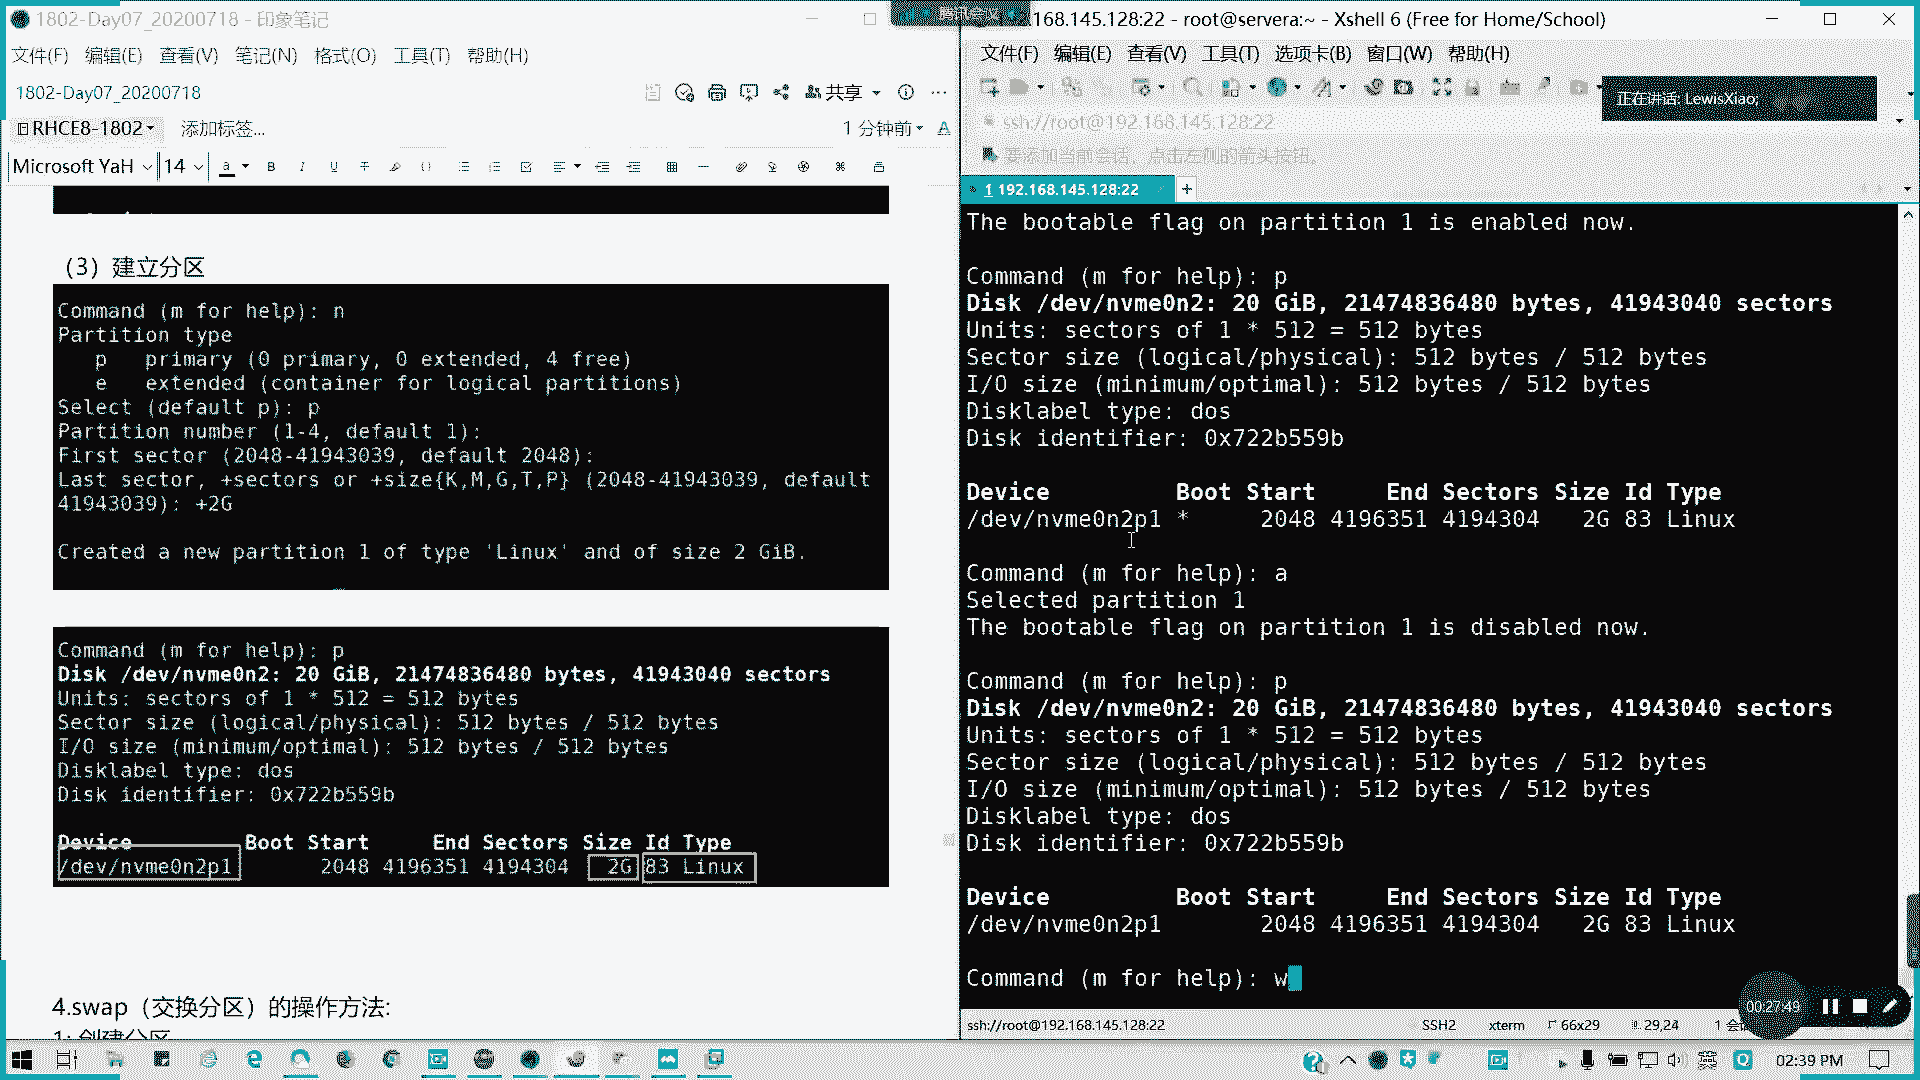 1802-Day07_20200718 - 印象笔记
文件(F) 编辑(E) 查看(V) 笔记(N) 格式(O) 工具(T) 帮助(H)
1802-Day07_20200718
共享
RHCE8-1802
添加标签...
1 分钟前
Microsoft YaH
14
（3）建立分区
Command (m for help): n
Partition type
p primary (0 primary, 0 extended, 4 free)
e extended (container for logical partitions)
Select (default p): p
Partition number (1-4, default 1):
First sector (2048-41943039, default 2048):
Last sector, +sectors or +size{K,M,G,T,P} (2048-41943039, default
41943039): +2G
Created a new partition 1 of type 'Linux' and of size 2 GiB.
Command (m for help): p
Disk /dev/nvme0n2: 20 GiB, 21474836480 bytes, 41943040 sectors
Units: sectors of 1 * 512 = 512 bytes
Sector size (logical/physical): 512 bytes / 512 bytes
I/O size (minimum/optimal): 512 bytes / 512 bytes
Disklabel type: dos
Disk identifier: 0x722b559b
Device Boot Start End Sectors Size Id Type
/dev/nvme0n2p1 2048 4196351 4194304 2G 83 Linux
4.swap（交换分区）的操作方法:
1: 创建分区
腾讯会议
.168.145.128:22 - root@servera:~ - Xshell 6 (Free for Home/School)
文件(F) 编辑(E) 查看(V) 工具(T) 选项卡(B) 窗口(W) 帮助(H)
正在讲话: LewisXiao;
ssh://root@192.168.145.128:22
要添加当前会话，点击左侧的箭头按钮。
1 192.168.145.128:22
The bootable flag on partition 1 is enabled now.
Command (m for help): p
Disk /dev/nvme0n2: 20 GiB, 21474836480 bytes, 41943040 sectors
Units: sectors of 1 * 512 = 512 bytes
Sector size (logical/physical): 512 bytes / 512 bytes
I/O size (minimum/optimal): 512 bytes / 512 bytes
Disklabel type: dos
Disk identifier: 0x722b559b
Device Boot Start End Sectors Size Id Type
/dev/nvme0n2p1 * 2048 4196351 4194304 2G 83 Linux
Command (m for help): a
Selected partition 1
The bootable flag on partition 1 is disabled now.
Command (m for help): p
Disk /dev/nvme0n2: 20 GiB, 21474836480 bytes, 41943040 sectors
Units: sectors of 1 * 512 = 512 bytes
Sector size (logical/physical): 512 bytes / 512 bytes
I/O size (minimum/optimal): 512 bytes / 512 bytes
Disklabel type: dos
Disk identifier: 0x722b559b
Device Boot Start End Sectors Size Id Type
/dev/nvme0n2p1 2048 4196351 4194304 2G 83 Linux
Command (m for help): w
00:27:49
ssh://root@192.168.145.128:22
SSH2
xterm
66x29
29,24
1 会
英
02:39 PM